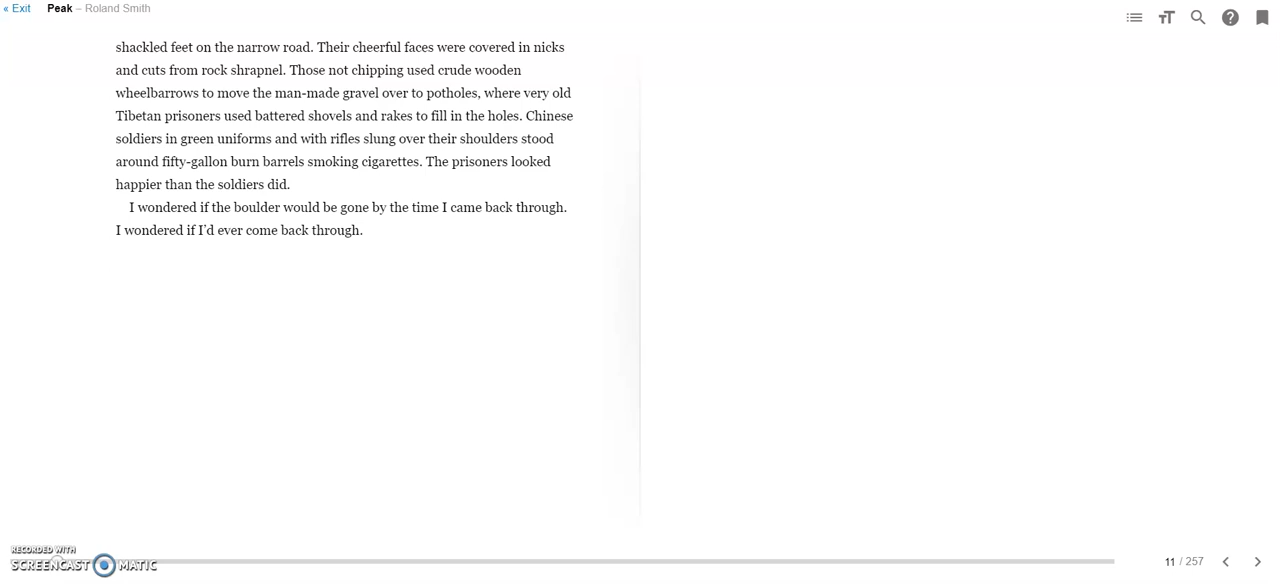 « Exit Peak – Roland Smith
shackled feet on the narrow road. Their cheerful faces were covered in nicks
and cuts from rock shrapnel. Those not chipping used crude wooden
wheelbarrows to move the man-made gravel over to potholes, where very old
Tibetan prisoners used battered shovels and rakes to fill in the holes. Chinese
soldiers in green uniforms and with rifles slung over their shoulders stood
around fifty-gallon burn barrels smoking cigarettes. The prisoners looked
happier than the soldiers did.
I wondered if the boulder would be gone by the time I came back through.
I wondered if I'd ever come back through.
RECORDED WITH
SCREENCAST MATIC
11 / 257